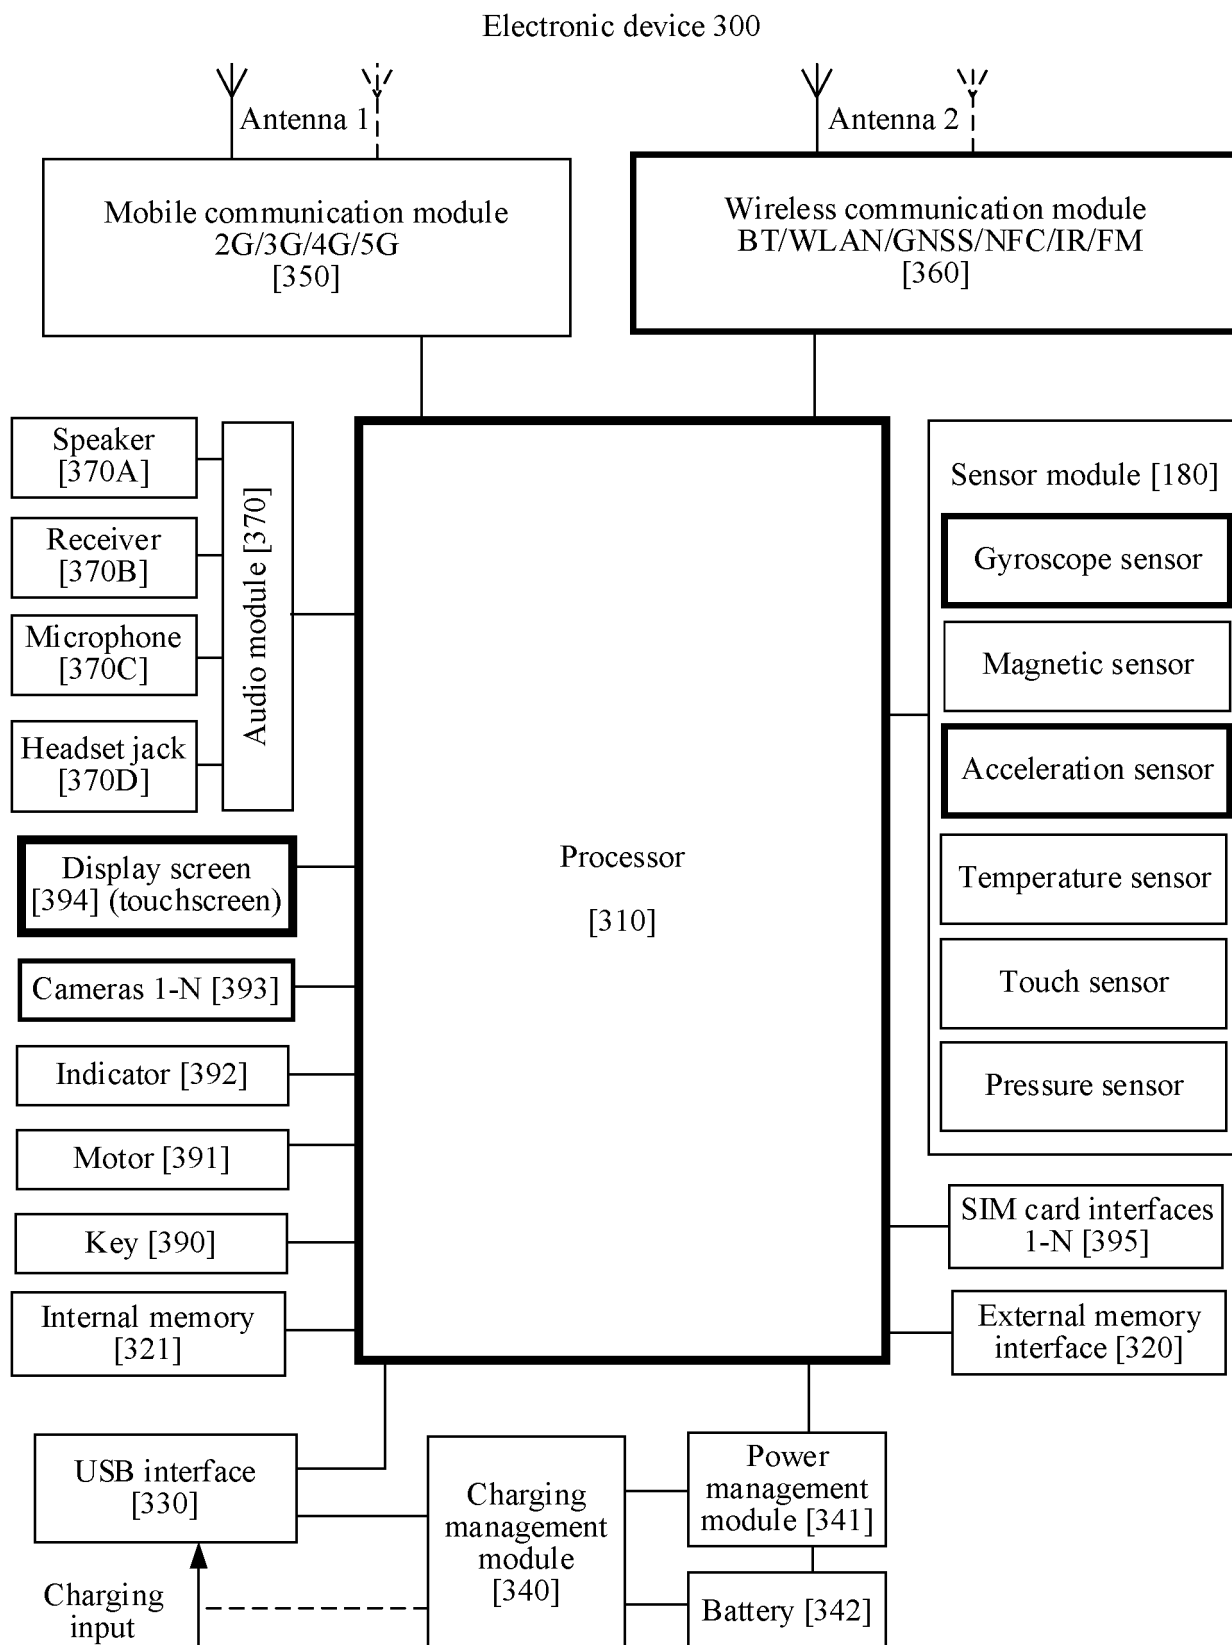 Electronic device 300
Antenna 1
Antenna 2
Mobile communication module
2G/3G/4G/5G
[350]
Wireless communication module
BT/WLAN/GNSS/NFC/IR/FM
[360]
Speaker
[370A]
Receiver
[370B]
Microphone
[370C]
Headset jack
[370D]
Audio module [370]
Display screen
[394] (touchscreen)
Cameras 1-N [393]
Indicator [392]
Motor [391]
Key [390]
Internal memory
[321]
Processor
[310]
Sensor module [180]
Gyroscope sensor
Magnetic sensor
Acceleration sensor
Temperature sensor
Touch sensor
Pressure sensor
SIM card interfaces
1-N [395]
External memory
interface [320]
USB interface
[330]
Charging
input
Charging
management
module
[340]
Power
management
module [341]
Battery [342]